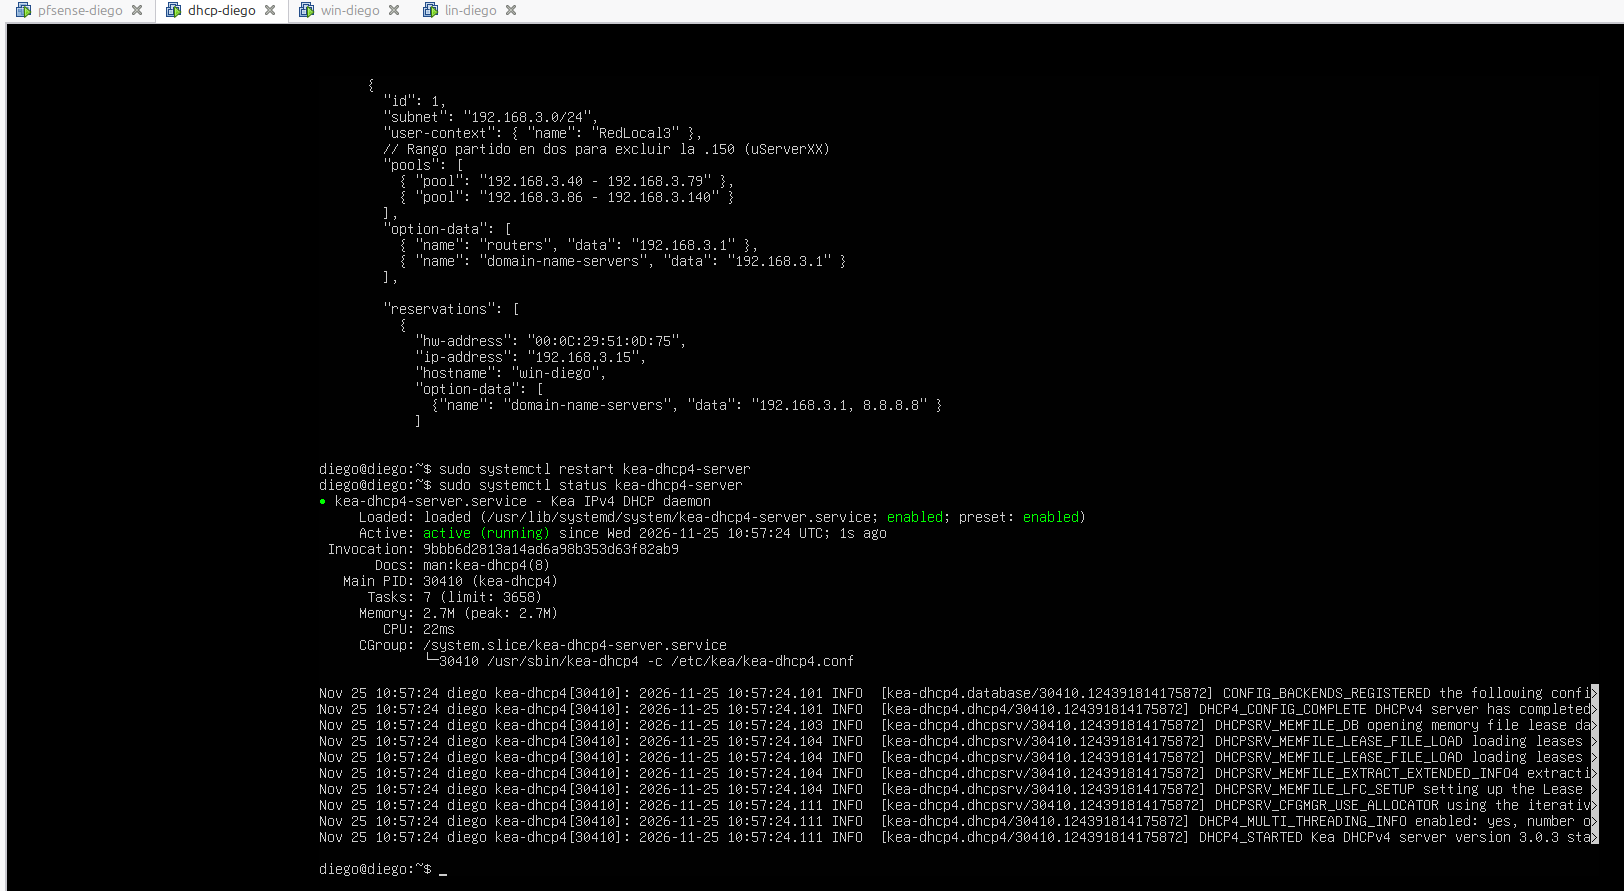 pfsense-diego dhcp-diego win-diego lin-diego
{
"id": 1,
"subnet": "192.168.3.0/24",
"user-context": { "name": "RedLocal3" },
// Rango partido en dos para excluir la .150 (uServerXX)
"pools": [
{ "pool": "192.168.3.40 - 192.168.3.79" },
{ "pool": "192.168.3.86 - 192.168.3.140" }
],
"option-data": [
{ "name": "routers", "data": "192.168.3.1" },
{ "name": "domain-name-servers", "data": "192.168.3.1" }
],
"reservations": [
{
"hw-address": "00:0C:29:51:0D:75",
"ip-address": "192.168.3.15",
"hostname": "win-diego",
"option-data": [
{"name": "domain-name-servers", "data": "192.168.3.1, 8.8.8.8" }
]
diego@diego:~$ sudo systemctl restart kea-dhcp4-server
diego@diego:~$ sudo systemctl status kea-dhcp4-server
● kea-dhcp4-server.service - Kea IPv4 DHCP daemon
Loaded: loaded (/usr/lib/systemd/system/kea-dhcp4-server.service; enabled; preset: enabled)
Active: active (running) since Wed 2026-11-25 10:57:24 UTC; 1s ago
Invocation: 9bbb6d2813a14ad6a98b353d63f82ab9
Docs: man:kea-dhcp4(8)
Main PID: 30410 (kea-dhcp4)
Tasks: 7 (limit: 3658)
Memory: 2.7M (peak: 2.7M)
CPU: 22ms
CGroup: /system.slice/kea-dhcp4-server.service
└─30410 /usr/sbin/kea-dhcp4 -c /etc/kea/kea-dhcp4.conf
Nov 25 10:57:24 diego kea-dhcp4[30410]: 2026-11-25 10:57:24.101 INFO [kea-dhcp4.database/30410.124391814175872] CONFIG_BACKENDS_REGISTERED the following confi>
Nov 25 10:57:24 diego kea-dhcp4[30410]: 2026-11-25 10:57:24.101 INFO [kea-dhcp4.dhcp4/30410.124391814175872] DHCP4_CONFIG_COMPLETE DHCPv4 server has completed>
Nov 25 10:57:24 diego kea-dhcp4[30410]: 2026-11-25 10:57:24.103 INFO [kea-dhcp4.dhcpsrv/30410.124391814175872] DHCPSRV_MEMFILE_DB opening memory file lease da>
Nov 25 10:57:24 diego kea-dhcp4[30410]: 2026-11-25 10:57:24.104 INFO [kea-dhcp4.dhcpsrv/30410.124391814175872] DHCPSRV_MEMFILE_LEASE_FILE_LOAD loading leases >
Nov 25 10:57:24 diego kea-dhcp4[30410]: 2026-11-25 10:57:24.104 INFO [kea-dhcp4.dhcpsrv/30410.124391814175872] DHCPSRV_MEMFILE_LEASE_FILE_LOAD loading leases >
Nov 25 10:57:24 diego kea-dhcp4[30410]: 2026-11-25 10:57:24.104 INFO [kea-dhcp4.dhcpsrv/30410.124391814175872] DHCPSRV_MEMFILE_EXTRACT_EXTENDED_INFO4 extracti>
Nov 25 10:57:24 diego kea-dhcp4[30410]: 2026-11-25 10:57:24.104 INFO [kea-dhcp4.dhcpsrv/30410.124391814175872] DHCPSRV_MEMFILE_LFC_SETUP setting up the Lease >
Nov 25 10:57:24 diego kea-dhcp4[30410]: 2026-11-25 10:57:24.111 INFO [kea-dhcp4.dhcpsrv/30410.124391814175872] DHCPSRV_CFGMGR_USE_ALLOCATOR using the iterativ>
Nov 25 10:57:24 diego kea-dhcp4[30410]: 2026-11-25 10:57:24.111 INFO [kea-dhcp4.dhcp4/30410.124391814175872] DHCP4_MULTI_THREADING_INFO enabled: yes, number o>
Nov 25 10:57:24 diego kea-dhcp4[30410]: 2026-11-25 10:57:24.111 INFO [kea-dhcp4.dhcp4/30410.124391814175872] DHCP4_STARTED Kea DHCPv4 server version 3.0.3 sta>
diego@diego:~$ _